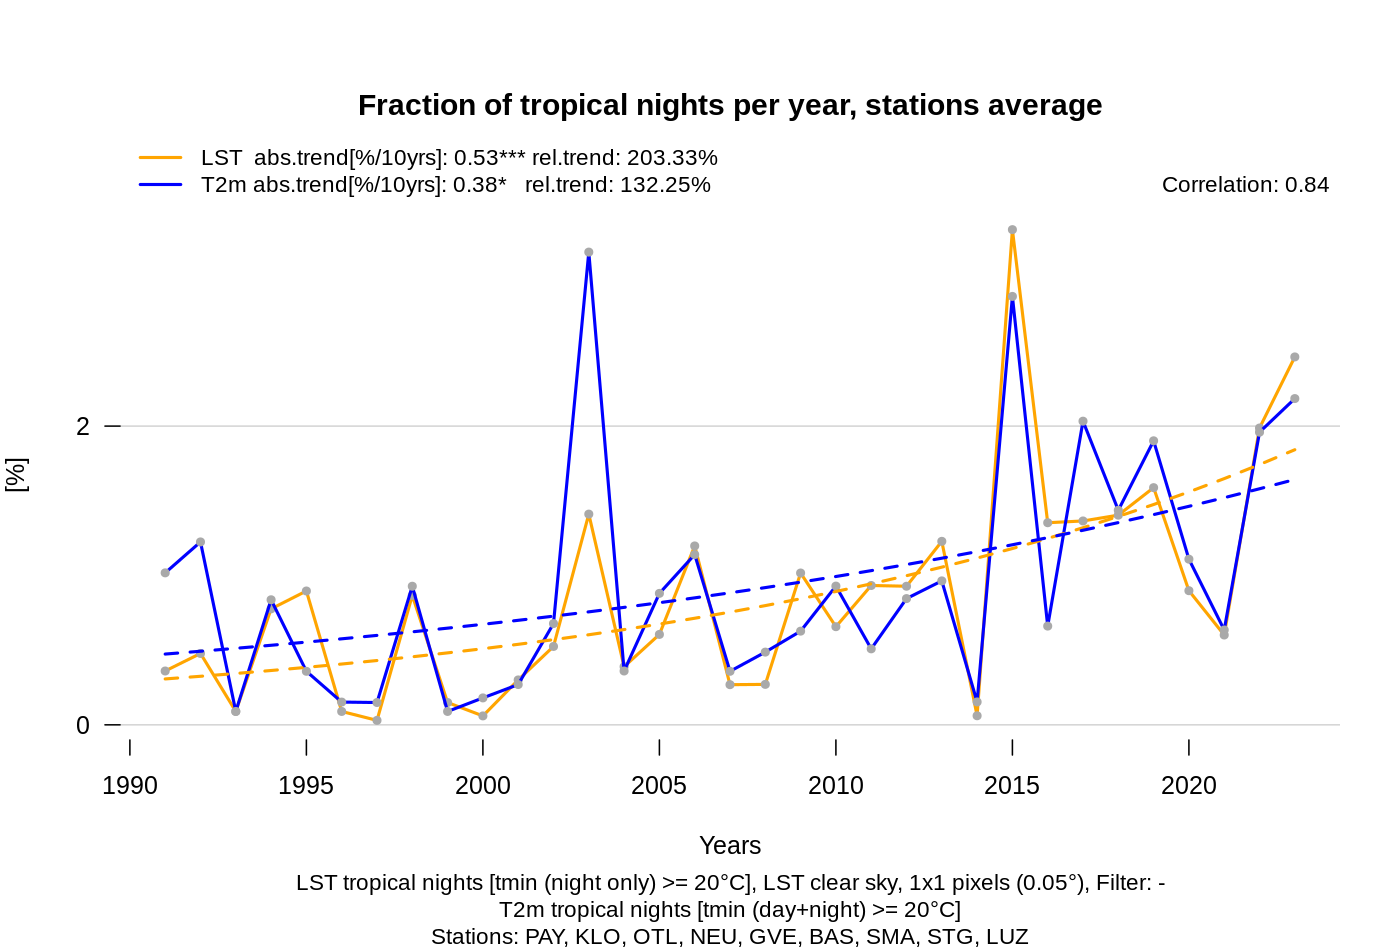 Fraction of tropical nights per year, stations average
LST  abs.trend[%/10yrs]: 0.53*** rel.trend: 203.33%
T2m abs.trend[%/10yrs]: 0.38*   rel.trend: 132.25%
Correlation: 0.84
[%]
2
0
1990 1995 2000 2005 2010 2015 2020
Years
LST tropical nights [tmin (night only) >= 20°C], LST clear sky, 1x1 pixels (0.05°), Filter: -
T2m tropical nights [tmin (day+night) >= 20°C]
Stations: PAY, KLO, OTL, NEU, GVE, BAS, SMA, STG, LUZ